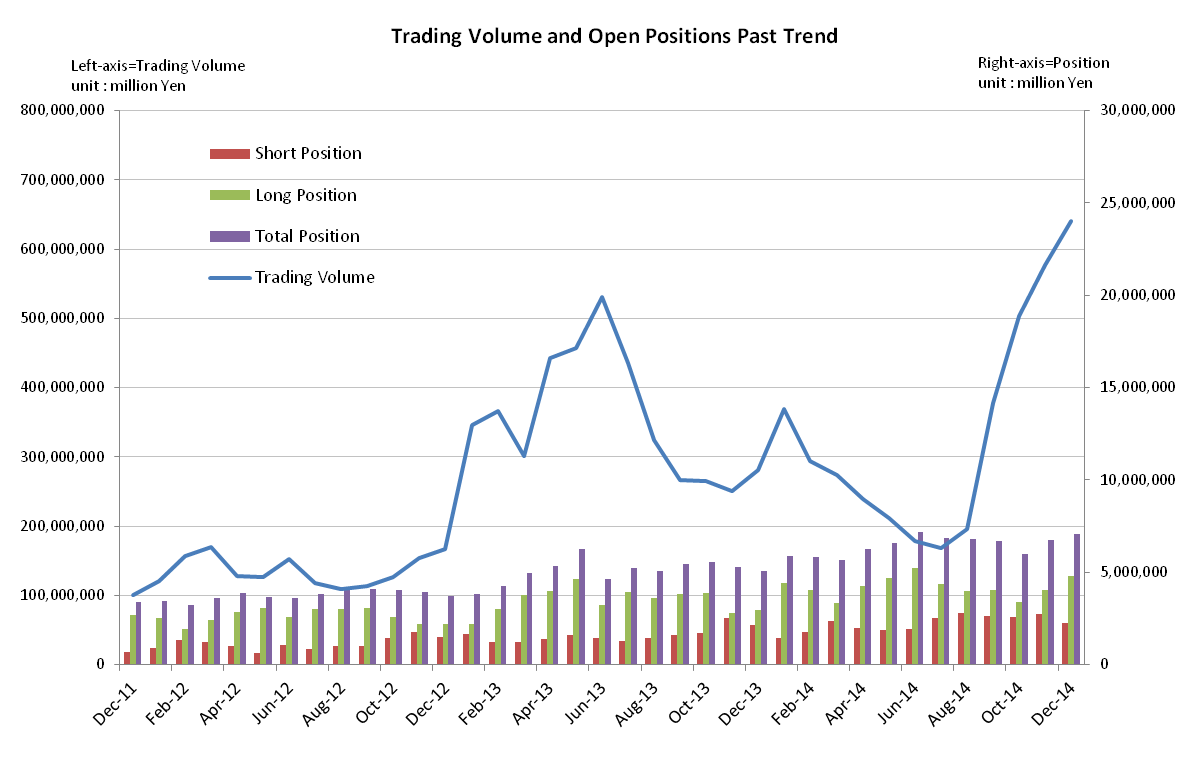 Trading Volume and Open Positions Past Trend
Left-axis=Trading Volume
unit : million Yen
Right-axis=Position
unit : million Yen
800,000,000
700,000,000
600,000,000
500,000,000
400,000,000
300,000,000
200,000,000
100,000,000
0
Short Position
Long Position
Total Position
Trading Volume
30,000,000
25,000,000
20,000,000
15,000,000
10,000,000
5,000,000
0
Dec-11
Feb-12
Apr-12
Jun-12
Aug-12
Oct-12
Dec-12
Feb-13
Apr-13
Jun-13
Aug-13
Oct-13
Dec-13
Feb-14
Apr-14
Jun-14
Aug-14
Oct-14
Dec-14